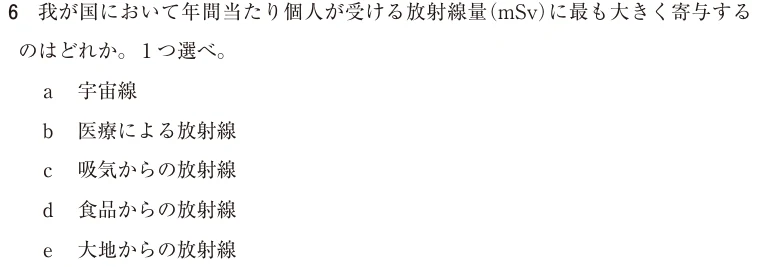 6 我が国において年間当たり個人が受ける放射線量(mSv)に最も大きく寄与する
のはどれか。1つ選べ。
a 宇宙線
b 医療による放射線
c 吸気からの放射線
d 食品からの放射線
e 大地からの放射線